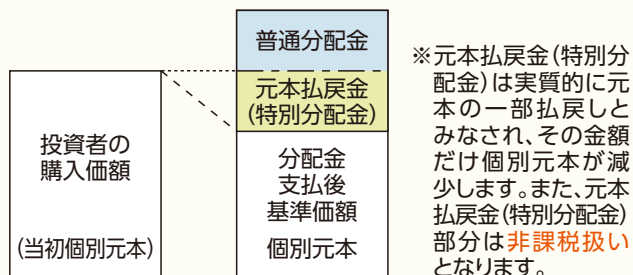 普通分配金
元本払戻金
(特別分配金)
投資者の
購入価額
(当初個別元本)
分配金
支払後
基準価額
個別元本
※元本払戻金(特別分
配金)は実質的に元
本の一部払戻しと
みなされ、その金額
だけ個別元本が減
少します。また、元本
払戻金(特別分配金)
部分は非課税扱い
となります。